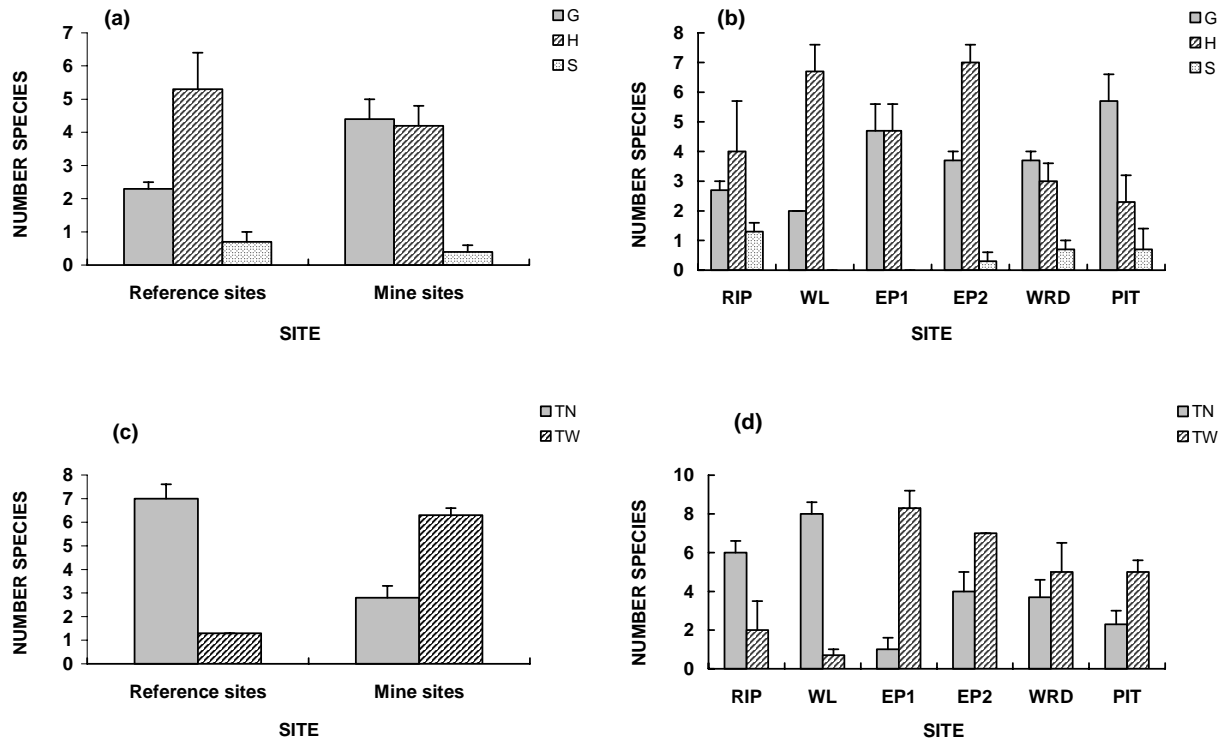 (a)
G
H
S
NUMBER SPECIES
7
6
5
4
3
2
1
0
Reference sites Mine sites
SITE
(b)
G
H
S
NUMBER SPECIES
8
7
6
5
4
3
2
1
0
RIP WL EP1 EP2 WRD PIT
SITE
(c)
TN
TW
NUMBER SPECIES
8
7
6
5
4
3
2
1
0
Reference sites Mine sites
SITE
(d)
TN
TW
NUMBER SPECIES
10
8
6
4
2
0
RIP WL EP1 EP2 WRD PIT
SITE